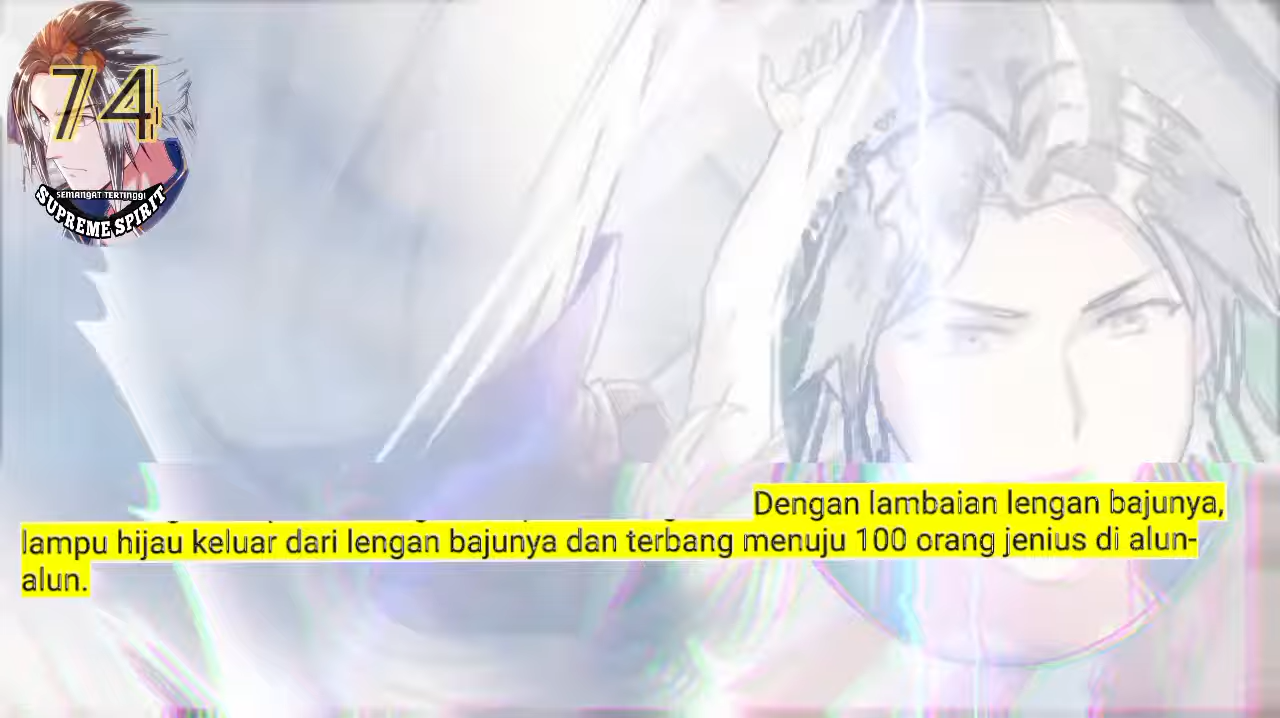 74
SEMANGAT TERTINGGI
SUPREME SPIRIT
Dengan lambaian lengan bajunya,
lampu hijau keluar dari lengan bajunya dan terbang menuju 100 orang jenius di alun-
alun.